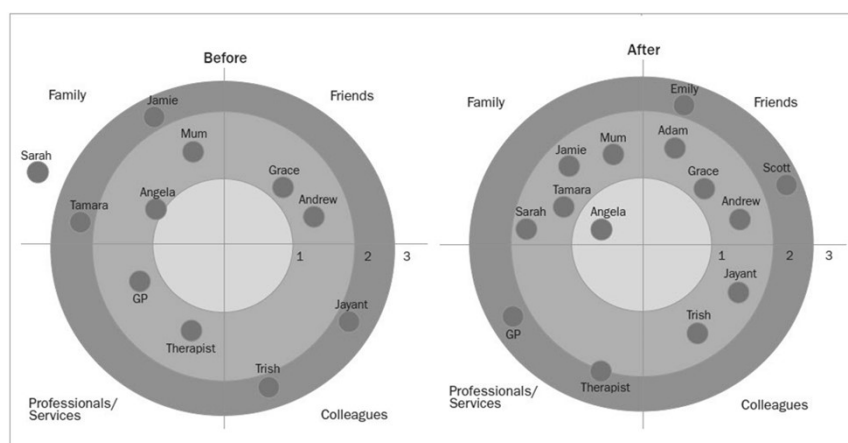 Before
Family
Friends
Jamie
Mum
Sarah
Grace
Angela
Andrew
Tamara
1
2
3
GP
Jayant
Therapist
Trish
Professionals/
Services
Colleagues
After
Family
Friends
Emily
Adam
Mum
Jamie
Scott
Grace
Tamara
Andrew
Sarah
Angela
1
2
3
Jayant
Trish
GP
Therapist
Professionals/
Services
Colleagues